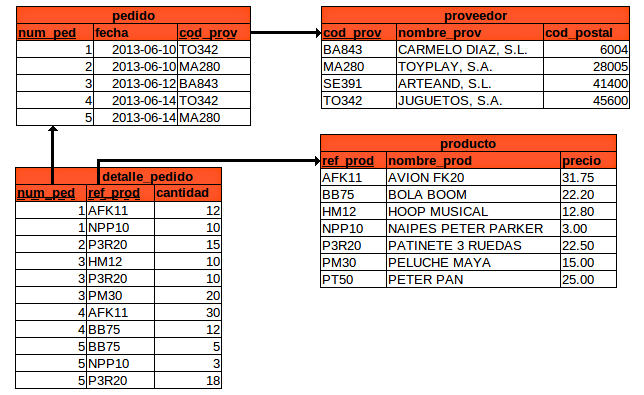 pedido
num_ped fecha cod_prov
1 2013-06-10 TO342
2 2013-06-10 MA280
3 2013-06-12 BA843
4 2013-06-14 TO342
5 2013-06-14 MA280
proveedor
cod_prov nombre_prov cod_postal
BA843 CARMELO DIAZ, S.L. 6004
MA280 TOYPLAY, S.A. 28005
SE391 ARTEAND, S.L. 41400
TO342 JUGUETOS, S.A. 45600
detalle_pedido
num_ped ref_prod cantidad
1 AFK11 12
1 NPP10 10
2 P3R20 15
3 HM12 10
3 P3R20 10
3 PM30 20
4 AFK11 30
4 BB75 12
5 BB75 5
5 NPP10 3
5 P3R20 18
producto
ref_prod nombre_prod precio
AFK11 AVION FK20 31.75
BB75 BOLA BOOM 22.20
HM12 HOOP MUSICAL 12.80
NPP10 NAIPES PETER PARKER 3.00
P3R20 PATINETE 3 RUEDAS 22.50
PM30 PELUCHE MAYA 15.00
PT50 PETER PAN 25.00